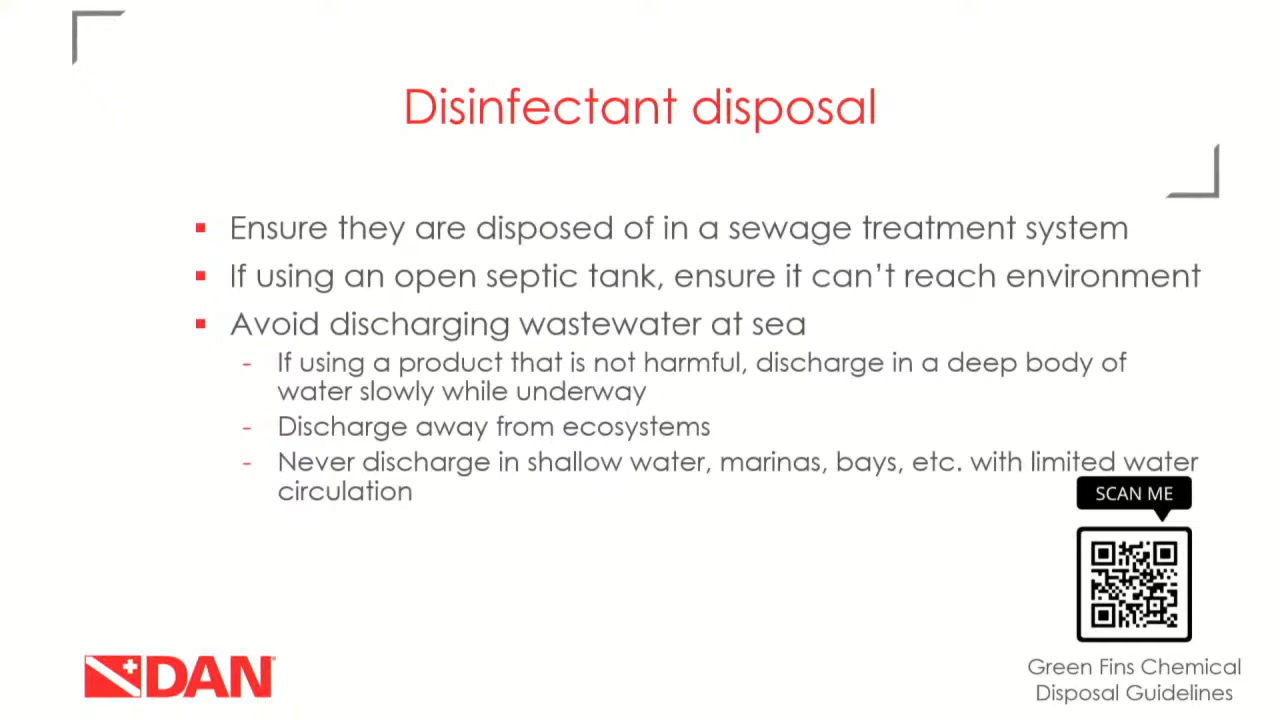 Disinfectant disposal
Ensure they are disposed of in a sewage treatment system
If using an open septic tank, ensure it can't reach environment
Avoid discharging wastewater at sea
- If using a product that is not harmful, discharge in a deep body of
water slowly while underway
- Discharge away from ecosystems
- Never discharge in shallow water, marinas, bays, etc. with limited water
circulation
SCAN ME
Green Fins Chemical
Disposal Guidelines
DAN